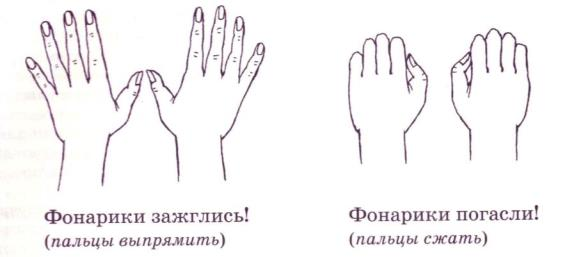 Фонарики зажглись!
(пальцы выпрямить)
Фонарики погасли!
(пальцы сжать)